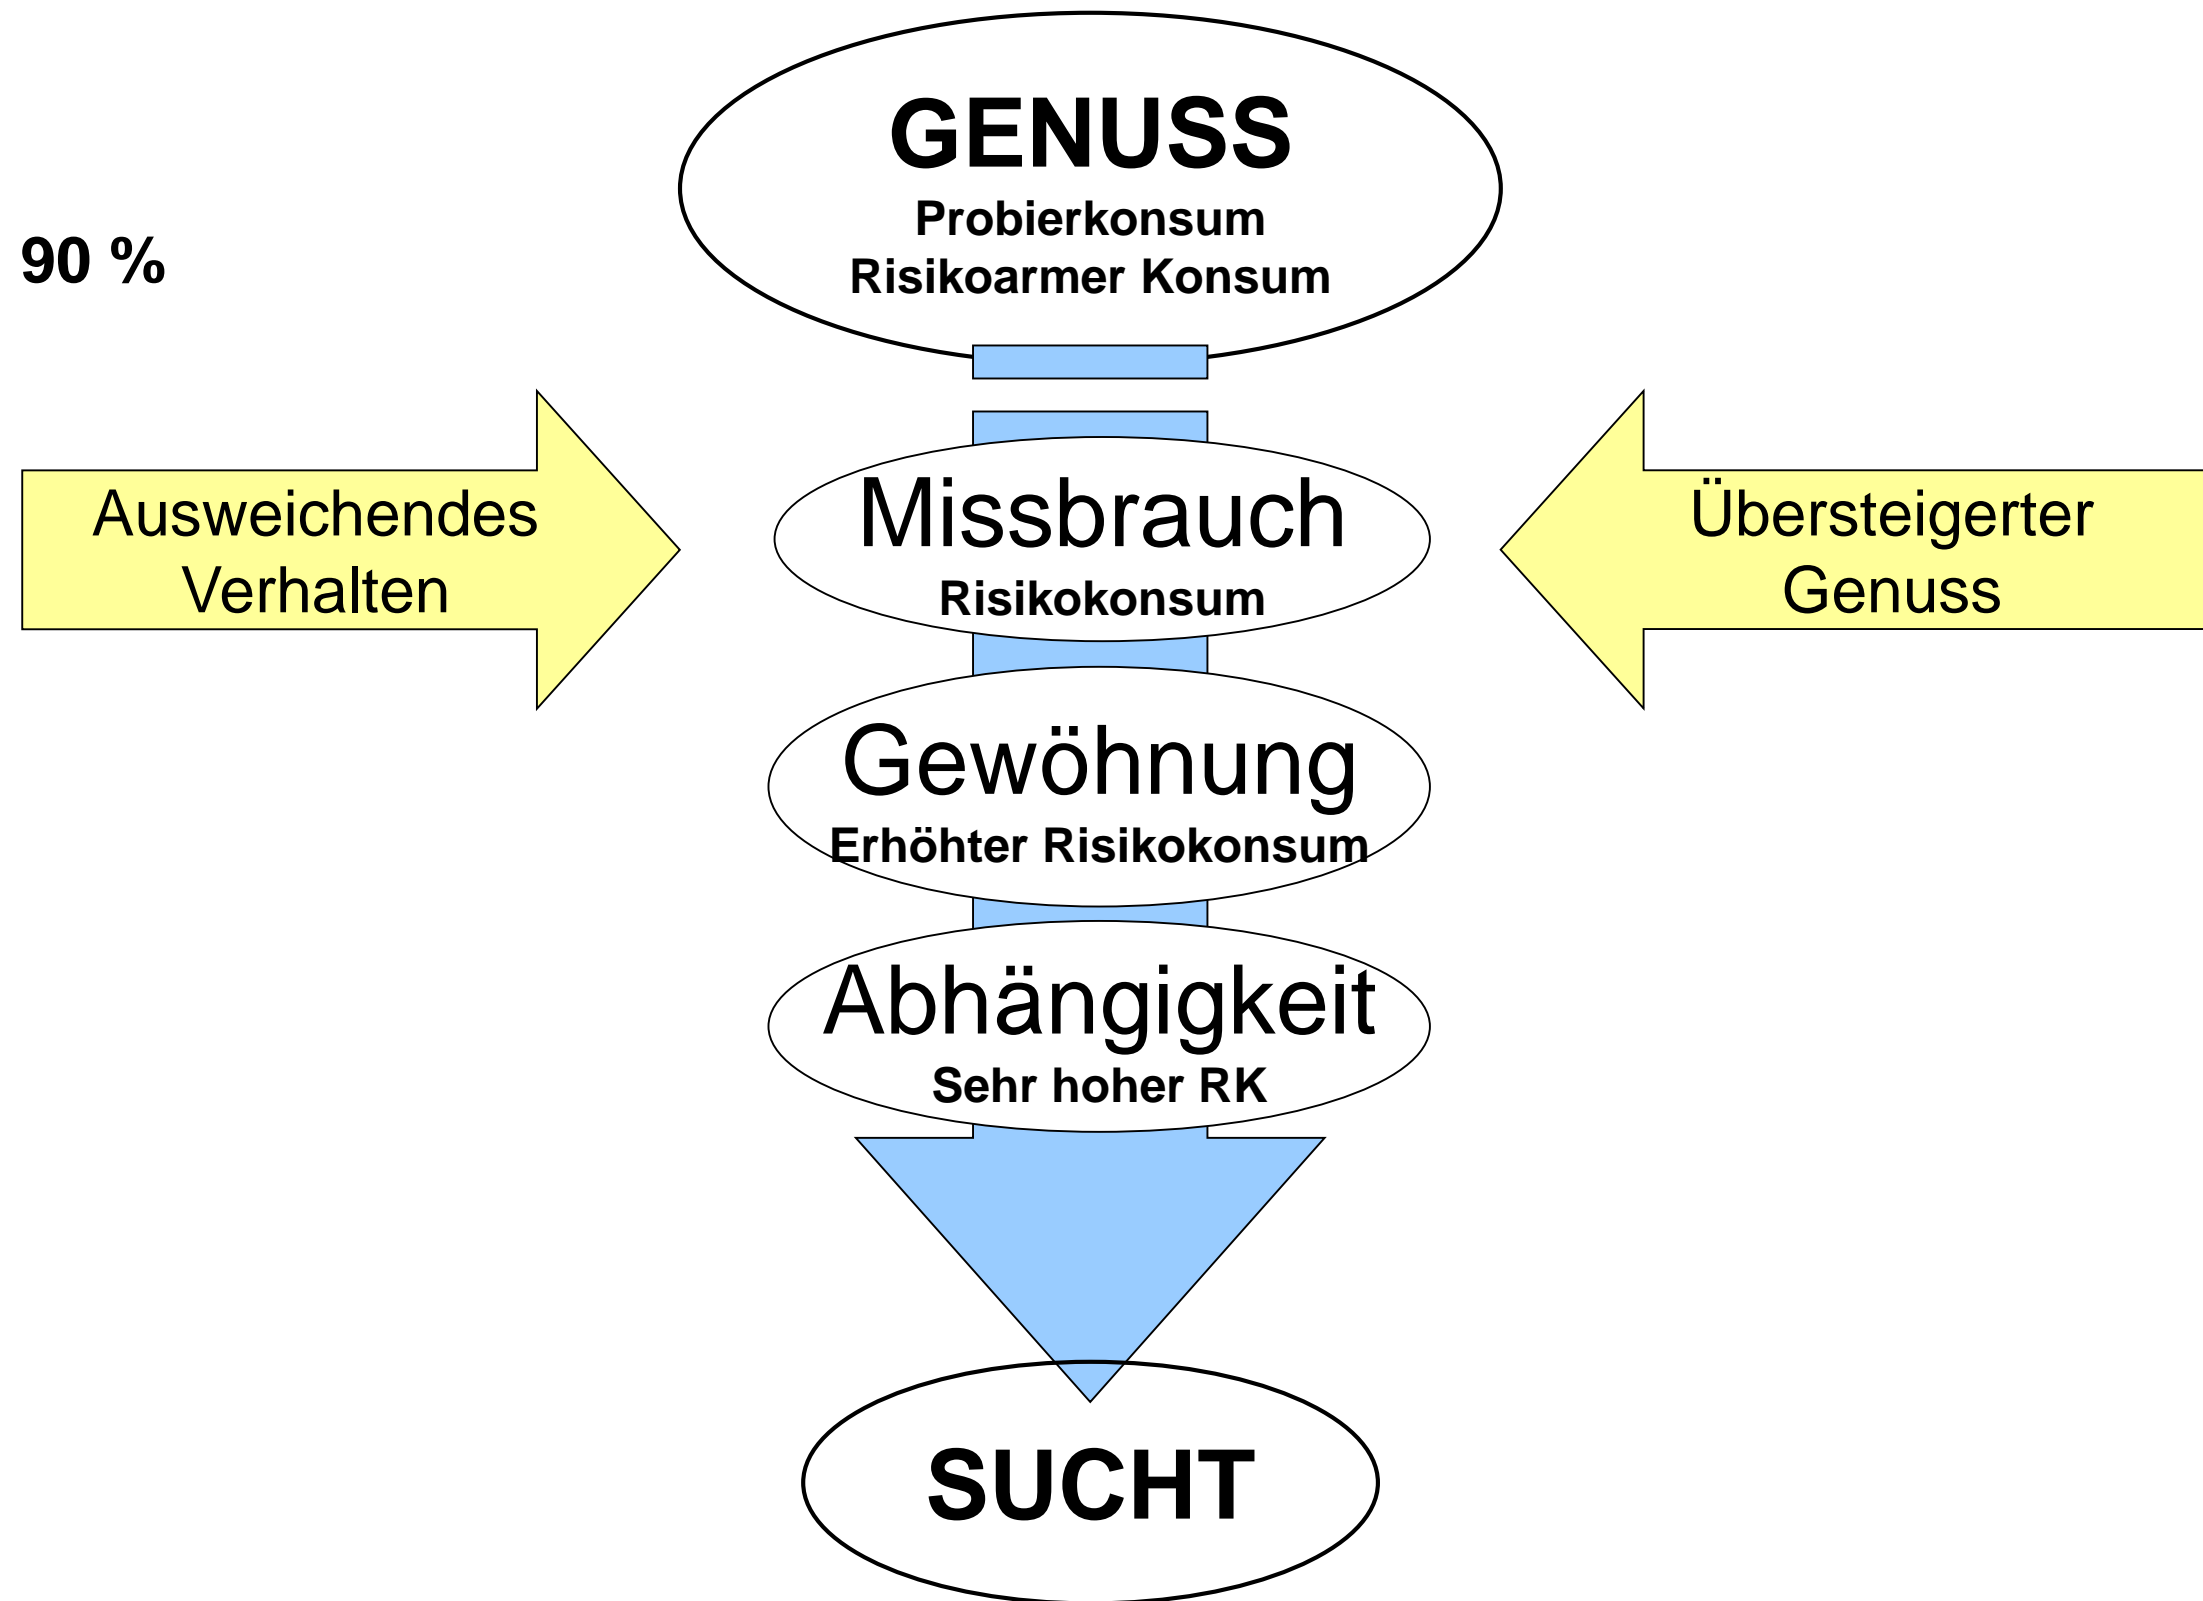 GENUSS
Probierkonsum
Risikoarmer Konsum
90 %
Ausweichendes
Verhalten
Missbrauch
Risikokonsum
Übersteigerter
Genuss
Gewöhnung
Erhöhter Risikokonsum
Abhängigkeit
Sehr hoher RK
SUCHT